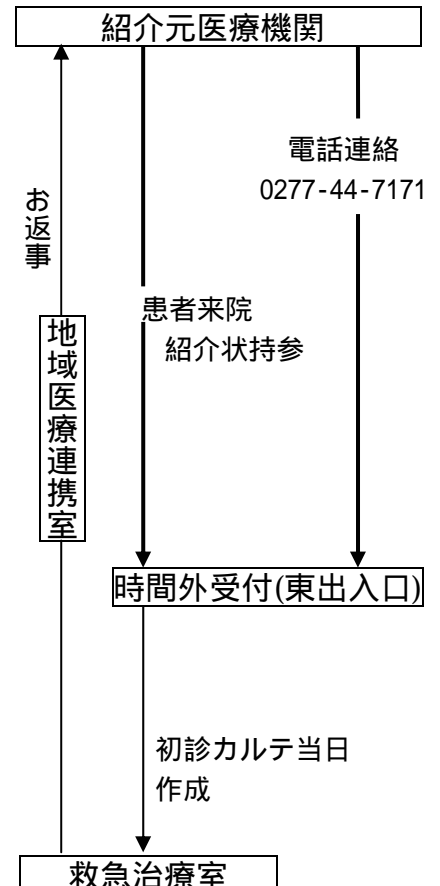 紹介元医療機関
電話連絡
0277-44-7171
お返事
患者来院
紹介状持参
地域医療連携室
時間外受付(東出入口)
初診カルテ当日
作成
救急治療室